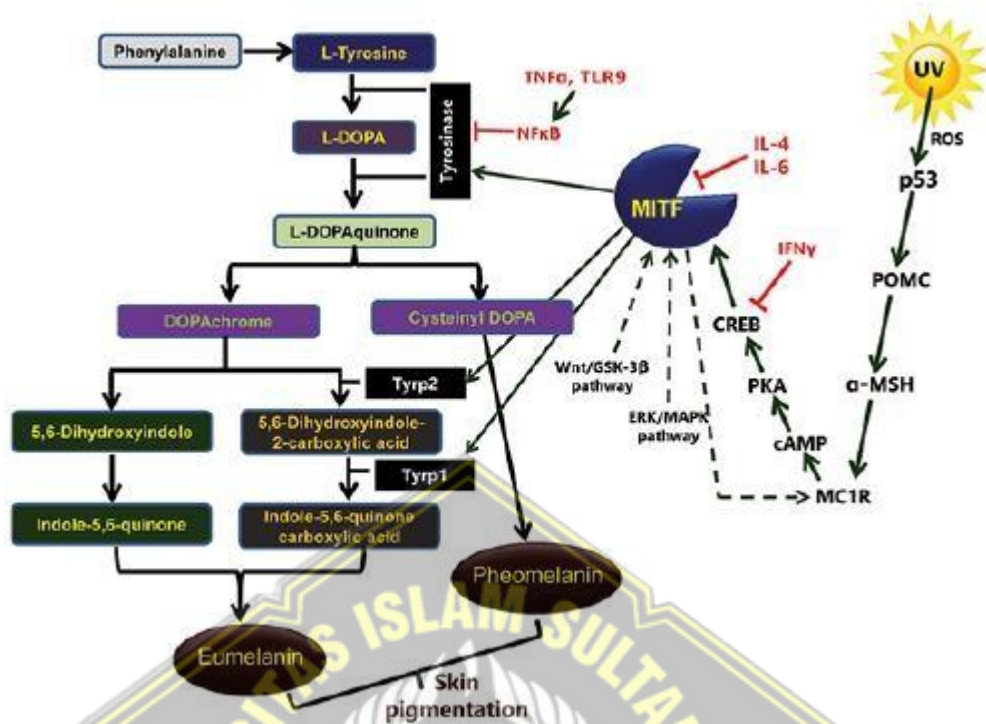 Phenylalanine
L-Tyrosine
L-DOPA
Tyrosinase
TNFα, TLR9
NFκB
IL-4
IL-6
MITF
IFNγ
UV
ROS
p53
POMC
α-MSH
MC1R
cAMP
PKA
CREB
Wnt/GSK-3β
pathway
ERK/MAPK
pathway
L-DOPAquinone
DOPAchrome
Cysteinyl DOPA
Tyrp2
5,6-Dihydroxyindole
5,6-Dihydroxyindole-
2-carboxylic acid
Tyrp1
Indole-5,6-quinone
Indole-5,6-quinone
carboxylic acid
Pheomelanin
Eumelanin
Skin
pigmentation
ISLAM SULTA